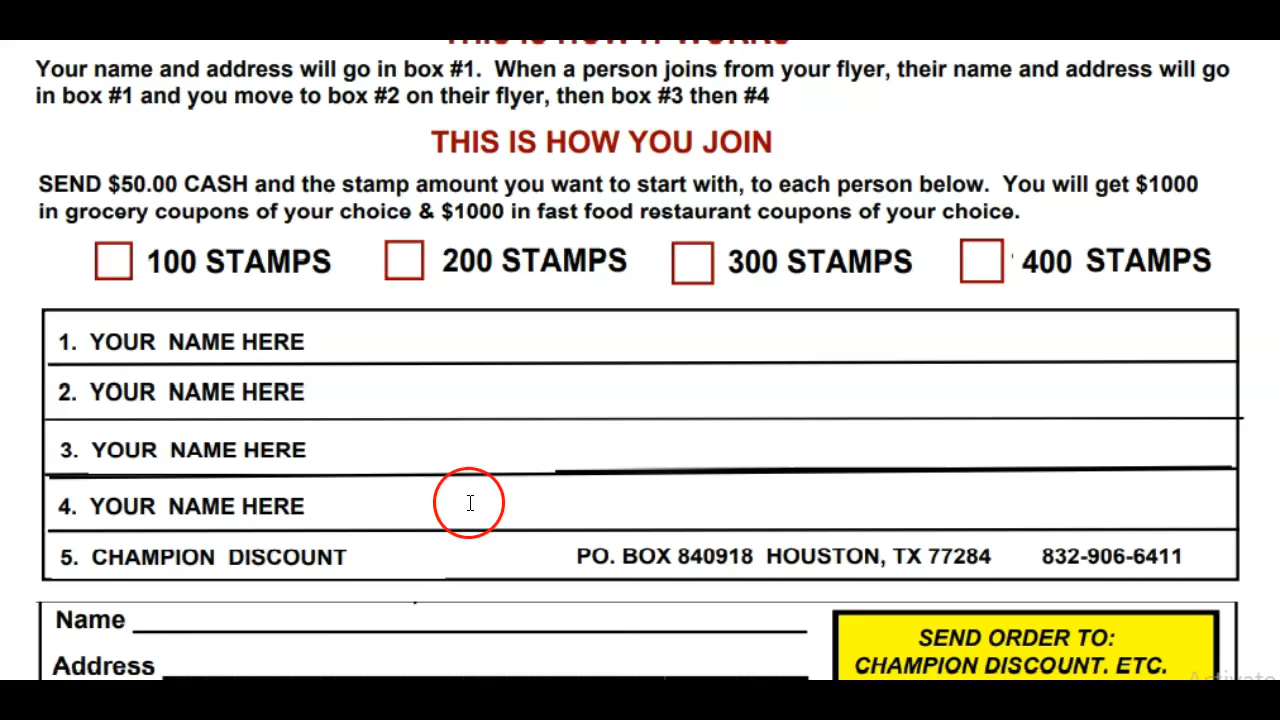 THIS IS HOW IT WORKS
Your name and address will go in box #1. When a person joins from your flyer, their name and address will go
in box #1 and you move to box #2 on their flyer, then box #3 then #4
THIS IS HOW YOU JOIN
SEND $50.00 CASH and the stamp amount you want to start with, to each person below. You will get $1000
in grocery coupons of your choice & $1000 in fast food restaurant coupons of your choice.
100 STAMPS 200 STAMPS 300 STAMPS 400 STAMPS
1. YOUR NAME HERE
2. YOUR NAME HERE
3. YOUR NAME HERE
4. YOUR NAME HERE
5. CHAMPION DISCOUNT PO. BOX 840918 HOUSTON, TX 77284 832-906-6411
Name
SEND ORDER TO:
Address
CHAMPION DISCOUNT. ETC.
Activate